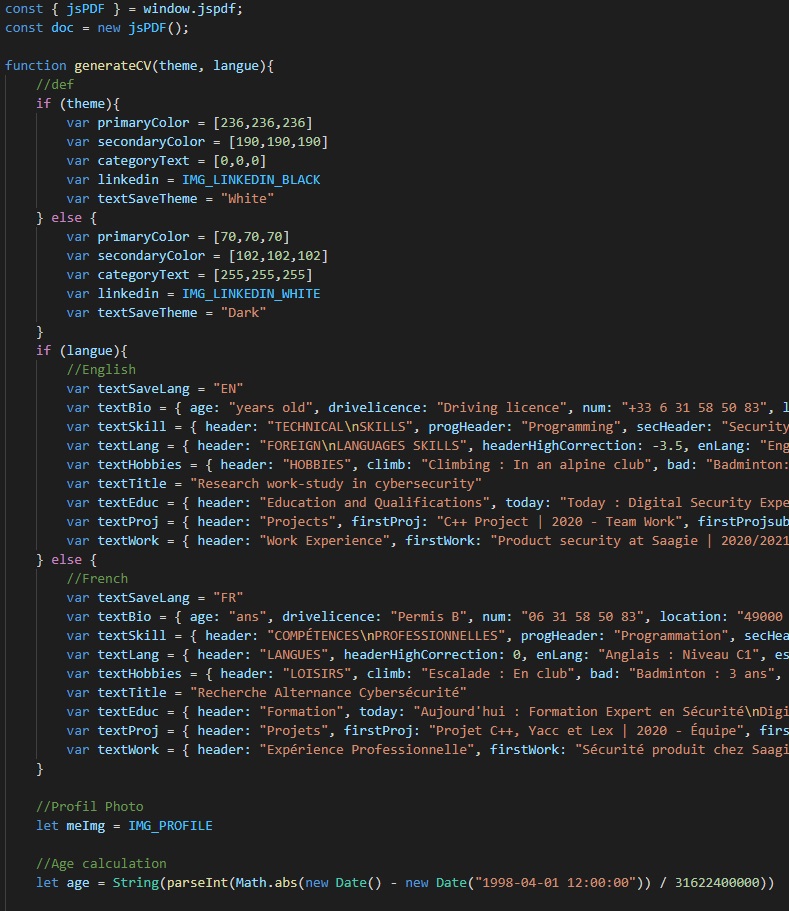 const { jsPDF } = window.jspdf;
const doc = new jsPDF();
function generateCV(theme, langue){
//def
if (theme){
var primaryColor = [236,236,236]
var secondaryColor = [190,190,190]
var categoryText = [0,0,0]
var linkedin = IMG_LINKEDIN_BLACK
var textSaveTheme = "White"
} else {
var primaryColor = [70,70,70]
var secondaryColor = [102,102,102]
var categoryText = [255,255,255]
var linkedin = IMG_LINKEDIN_WHITE
var textSaveTheme = "Dark"
}
if (langue){
//English
var textSaveLang = "EN"
var textBio = { age: "years old", drivelicence: "Driving licence", num: "+33 6 31 58 50 83", l
var textSkill = { header: "TECHNICAL\nSKILLS", progHeader: "Programming", secHeader: "Security
var textLang = { header: "FOREIGN\nLANGUAGES SKILLS", headerHighCorrection: -3.5, enLang: "Eng
var textHobbies = { header: "HOBBIES", climb: "Climbing : In an alpine club", bad: "Badminton:
var textTitle = "Research work-study in cybersecurity"
var textEduc = { header: "Education and Qualifications", today: "Today : Digital Security Expe
var textProj = { header: "Projects", firstProj: "C++ Project | 2020 - Team Work", firstProjsub
var textWork = { header: "Work Experience", firstWork: "Product security at Saagie | 2020/2021
} else {
//French
var textSaveLang = "FR"
var textBio = { age: "ans", drivelicence: "Permis B", num: "06 31 58 50 83", location: "49000
var textSkill = { header: "COMPÉTENCES\nPROFESSIONNELLES", progHeader: "Programmation", secHea
var textLang = { header: "LANGUES", headerHighCorrection: 0, enLang: "Anglais : Niveau C1", es
var textHobbies = { header: "LOISIRS", climb: "Escalade : En club", bad: "Badminton : 3 ans",
var textTitle = "Recherche Alternance Cybersécurité"
var textEduc = { header: "Formation", today: "Aujourd'hui : Formation Expert en Sécurité\nDigi
var textProj = { header: "Projets", firstProj: "Projet C++, Yacc et Lex | 2020 - Équipe", firs
var textWork = { header: "Expérience Professionnelle", firstWork: "Sécurité produit chez Saagi
}
//Profil Photo
let meImg = IMG_PROFILE
//Age calculation
let age = String(parseInt(Math.abs(new Date() - new Date("1998-04-01 12:00:00")) / 31622400000))